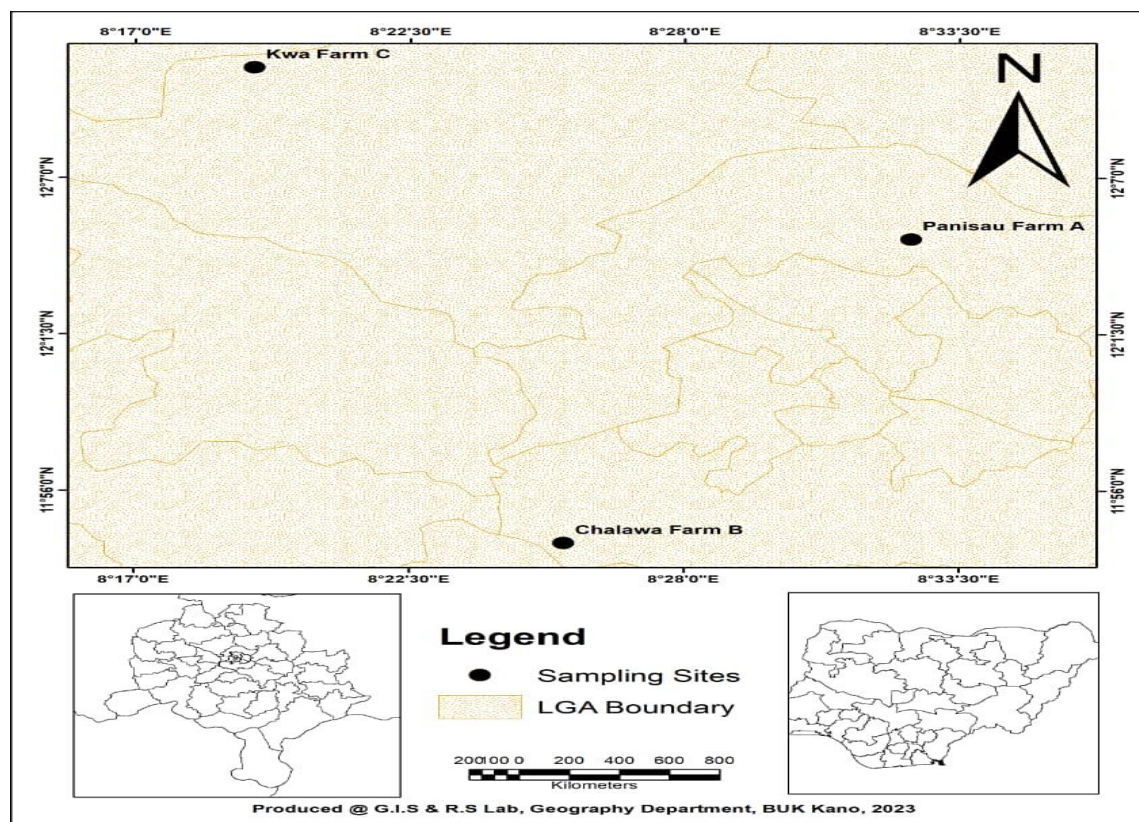 8°17'0"E 8°22'30"E 8°28'0"E 8°33'30"E
Kwa Farm C
N
12°7'0"N 12°7'0"N
Panisau Farm A
12°1'30"N 12°1'30"N
11°56'0"N 11°56'0"N
Chalawa Farm B
8°17'0"E 8°22'30"E 8°28'0"E 8°33'30"E
Legend
Sampling Sites
LGA Boundary
200100 0 200 400 600 800
Kilometers
Produced @ G.I.S & R.S Lab, Geography Department, BUK Kano, 2023